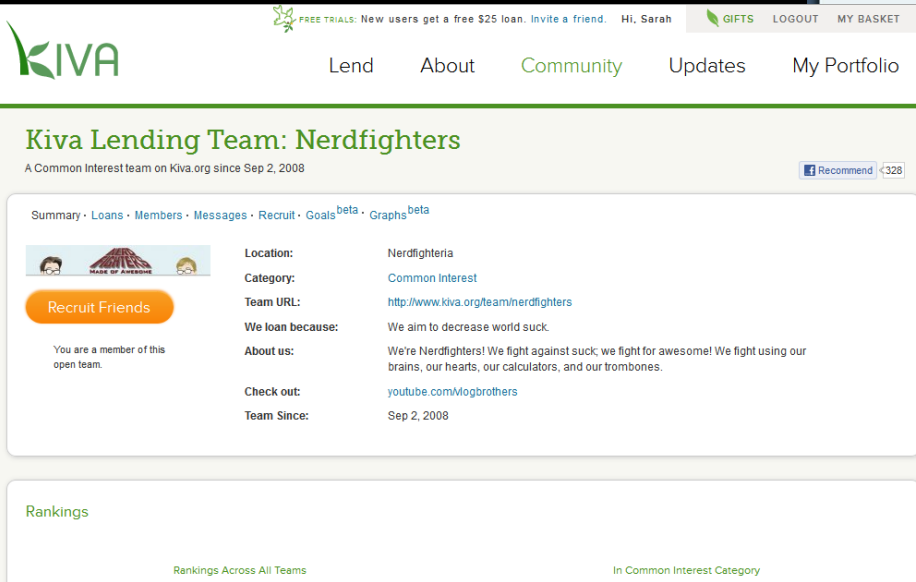 FREE TRIALS: New users get a free $25 loan. Invite a friend. Hi, Sarah GIFTS LOGOUT MY BASKET
KIVA
Lend About Community Updates My Portfolio
Kiva Lending Team: Nerdfighters
A Common Interest team on Kiva.org since Sep 2, 2008
Recommend 328
Summary · Loans · Members · Messages · Recruit · Goals beta · Graphs beta
NERD
FIGHTERS
MADE OF AWESOME
Recruit Friends
You are a member of this
open team.
Location: Nerdfighteria
Category: Common Interest
Team URL: http://www.kiva.org/team/nerdfighters
We loan because: We aim to decrease world suck.
About us: We're Nerdfighters! We fight against suck; we fight for awesome! We fight using our
brains, our hearts, our calculators, and our trombones.
Check out: youtube.com/vlogbrothers
Team Since: Sep 2, 2008
Rankings
Rankings Across All Teams In Common Interest Category